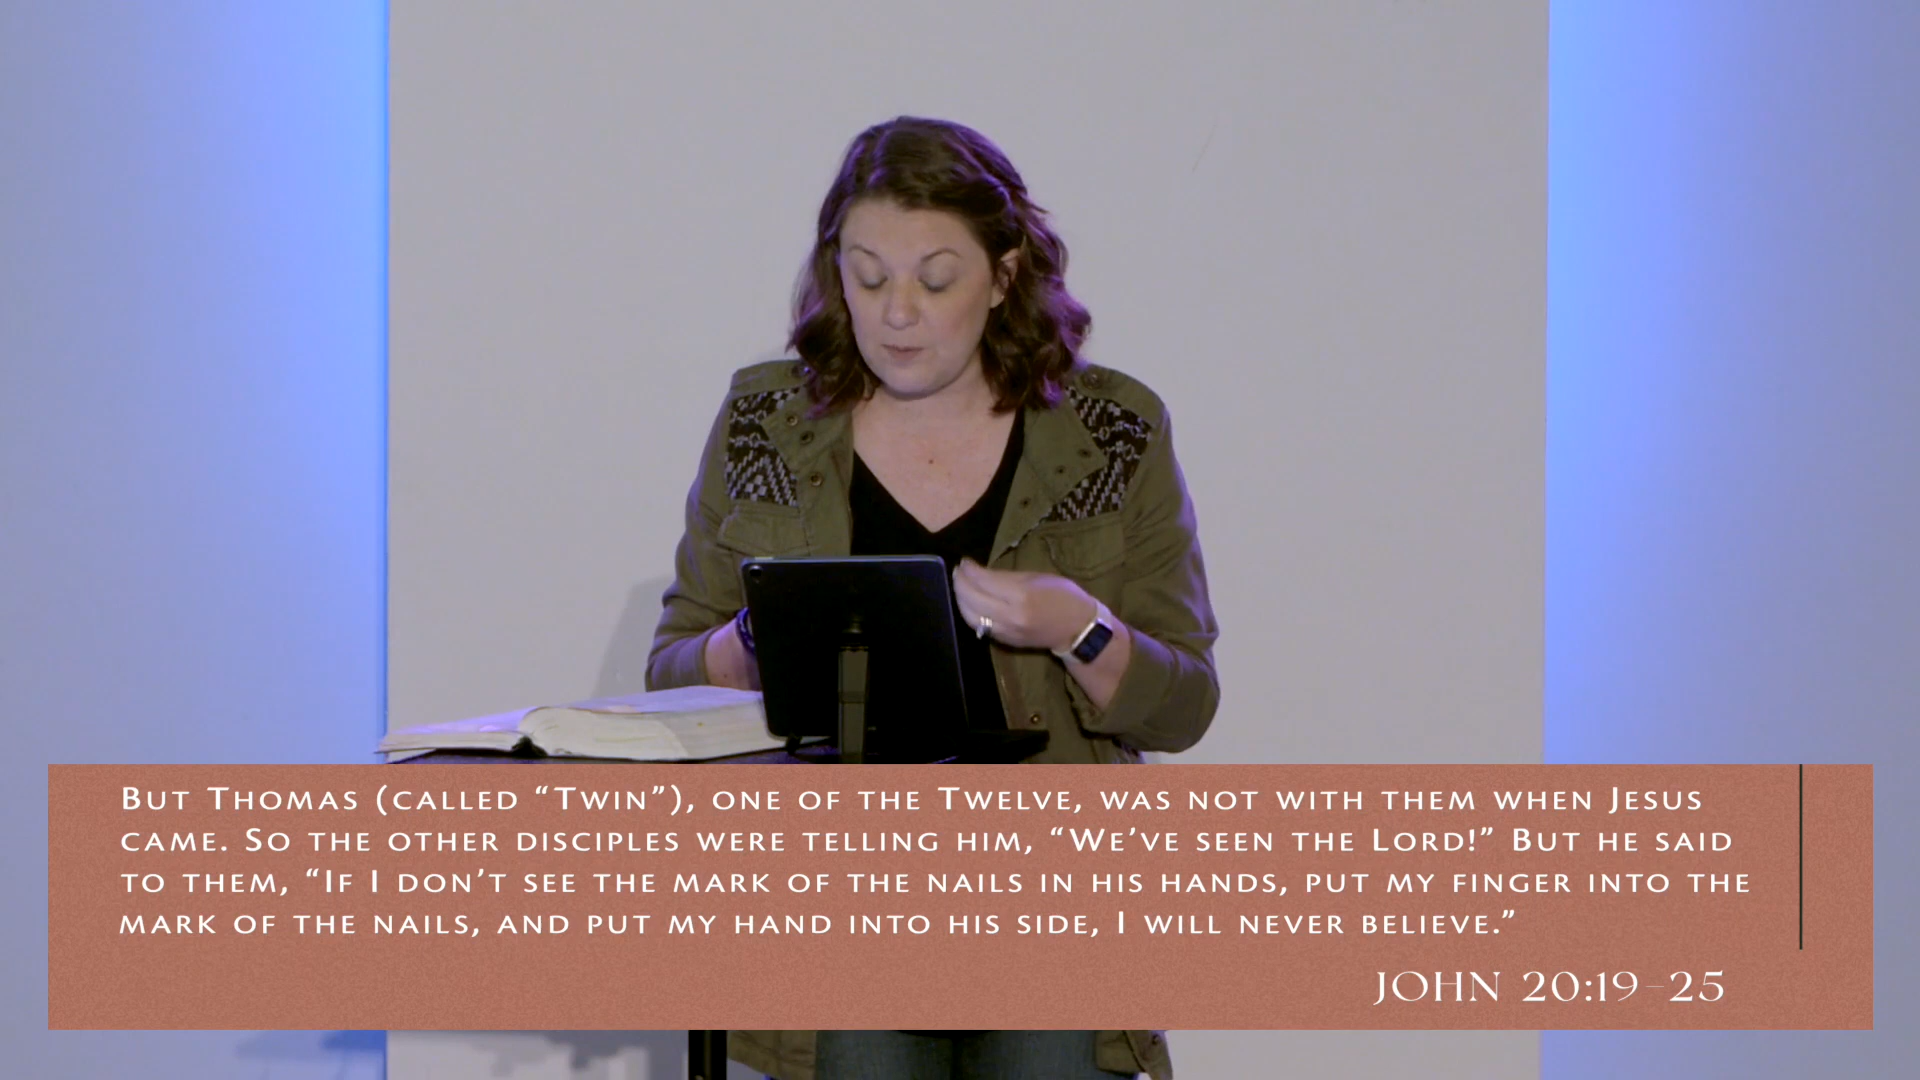 But Thomas (called “Twin”), one of the Twelve, was not with them when Jesus
came. So the other disciples were telling him, “We’ve seen the Lord!” But he said
to them, “If I don’t see the mark of the nails in his hands, put my finger into the
mark of the nails, and put my hand into his side, I will never believe.”
JOHN 20:19-25